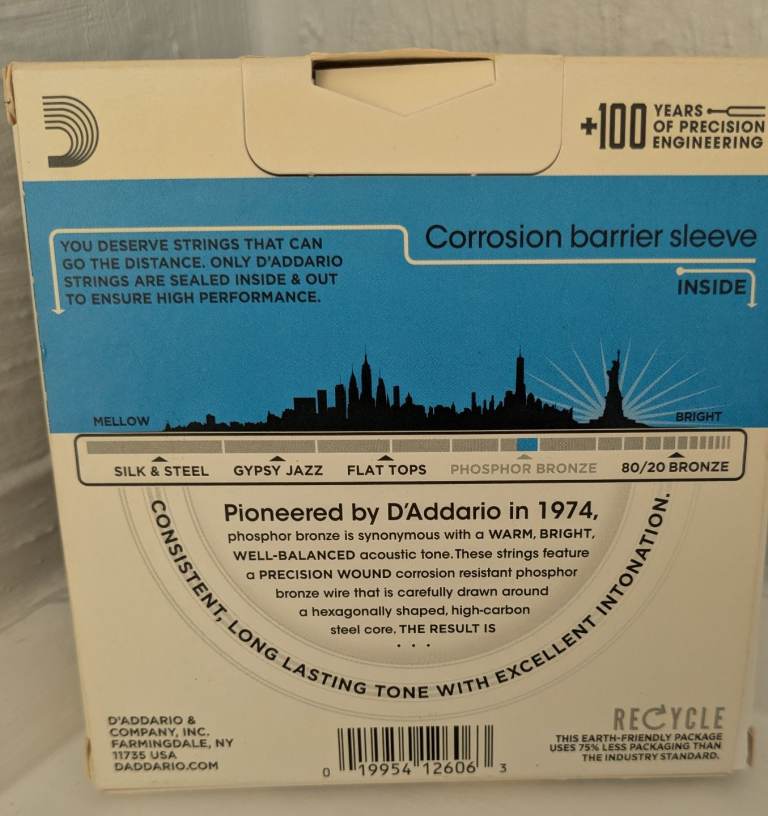 +100 YEARS
OF PRECISION
ENGINEERING
YOU DESERVE STRINGS THAT CAN
GO THE DISTANCE. ONLY D'ADDARIO
STRINGS ARE SEALED INSIDE & OUT
TO ENSURE HIGH PERFORMANCE.
Corrosion barrier sleeve
INSIDE
MELLOW
BRIGHT
SILK & STEEL GYPSY JAZZ FLAT TOPS PHOSPHOR BRONZE 80/20 BRONZE
Pioneered by D'Addario in 1974,
phosphor bronze is synonymous with a WARM, BRIGHT,
WELL-BALANCED acoustic tone. These strings feature
a PRECISION WOUND corrosion resistant phosphor
bronze wire that is carefully drawn around
a hexagonally shaped, high-carbon
steel core. THE RESULT IS
. . .
CONSISTENT, LONG LASTING TONE WITH EXCELLENT INTONATION.
D'ADDARIO &
COMPANY, INC.
FARMINGDALE, NY
11735 USA
DADDARIO.COM
0 19954 12606 3
RECYCLE
THIS EARTH-FRIENDLY PACKAGE
USES 75% LESS PACKAGING THAN
THE INDUSTRY STANDARD.